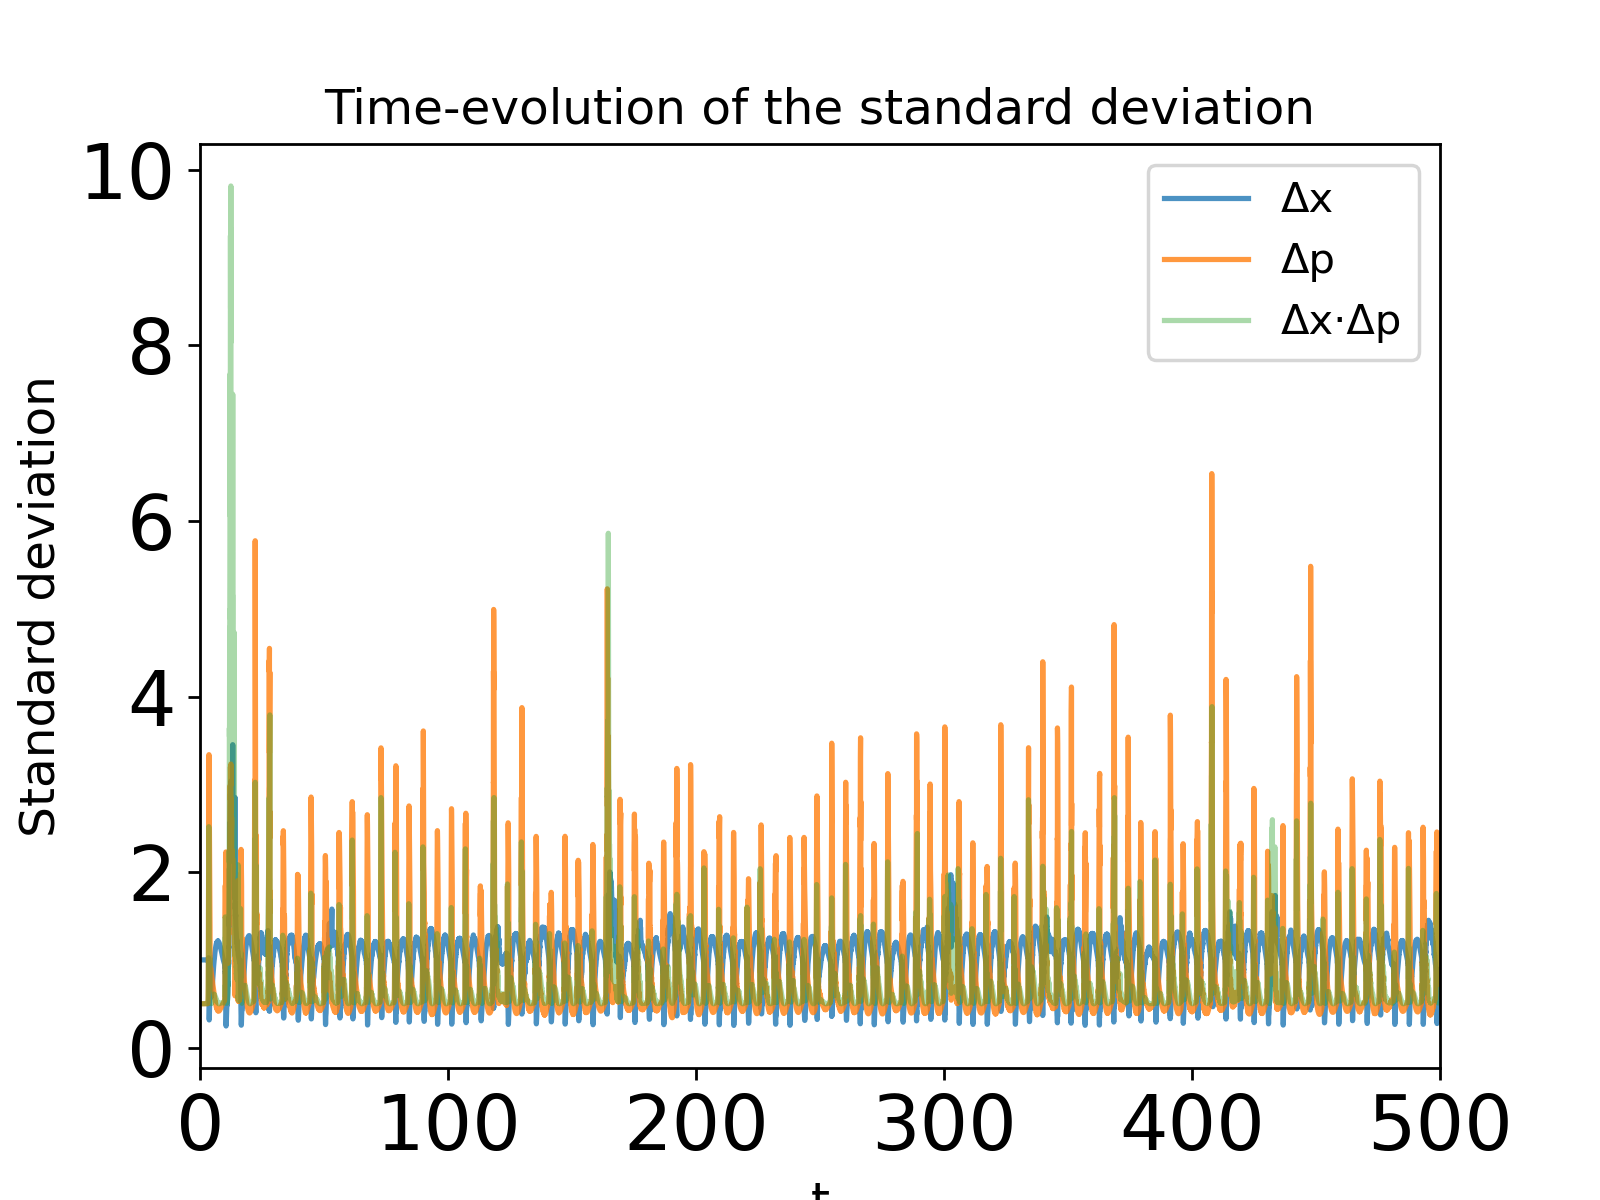 Time-evolution of the standard deviation
Standard deviation
10
8
6
4
2
0
Δx
Δp
Δx·Δp
0 100 200 300 400 500
t